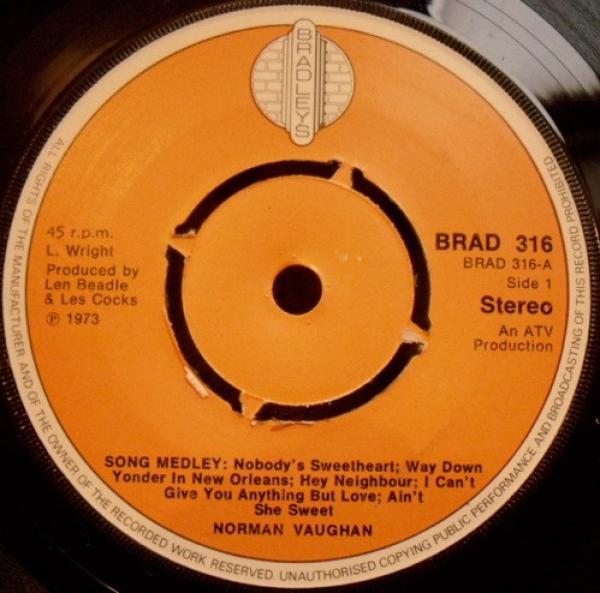 BRADLEYS
45 r.p.m.
L. Wright
Produced by
Len Beadle
& Les Cocks
℗ 1973
BRAD 316
BRAD 316-A
Side 1
Stereo
An ATV
Production
SONG MEDLEY: Nobody's Sweetheart; Way Down
Yonder In New Orleans; Hey Neighbour; I Can't
Give You Anything But Love; Ain't
She Sweet
NORMAN VAUGHAN
ALL RIGHTS OF THE MANUFACTURER AND OF THE OWNER OF THE RECORDED WORK RESERVED. UNAUTHORISED COPYING PUBLIC PERFORMANCE AND BROADCASTING OF THIS RECORD PROHIBITED